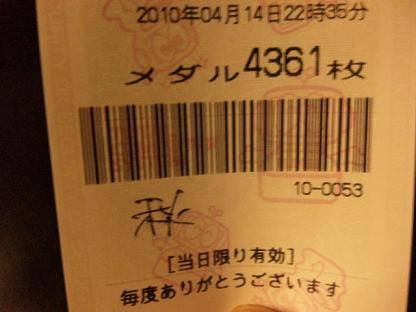 2010年04月14日22時35分
メダル4361枚
10-0053
[当日限り有効]
毎度ありがとうございます